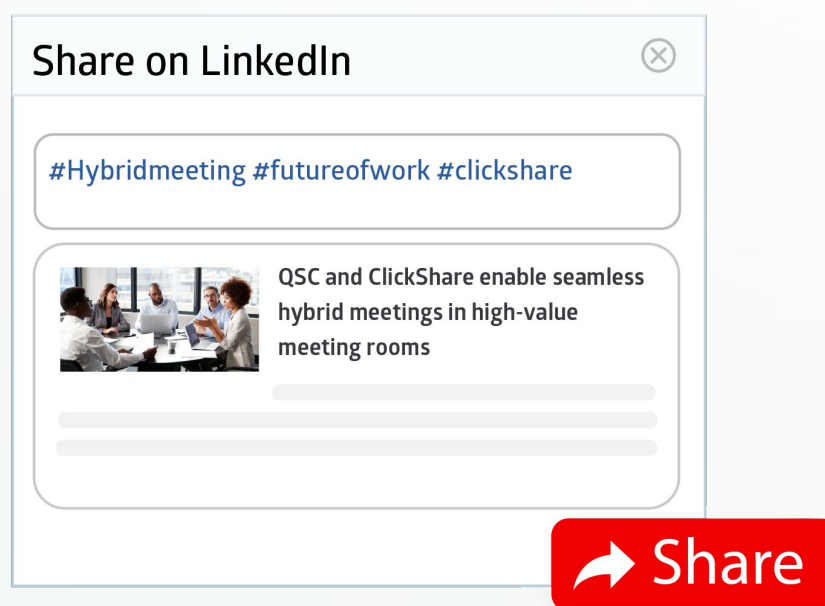 Share on LinkedIn
#Hybridmeeting #futureofwork #clickshare
QSC and ClickShare enable seamless
hybrid meetings in high-value
meeting rooms
Share